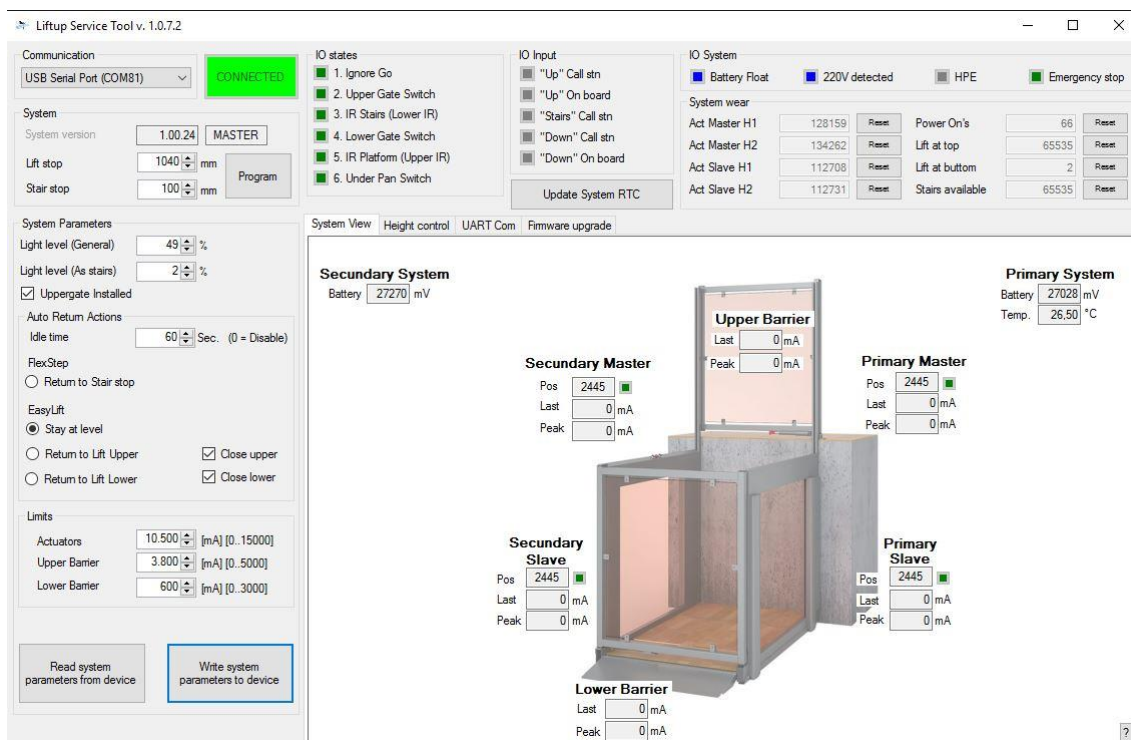 Liftup Service Tool v. 1.0.7.2
Communication
USB Serial Port (COM81)
CONNECTED
System
System version 1.00.24 MASTER
Lift stop 1040 mm
Stair stop 100 mm
Program
System Parameters
Light level (General) 49 %
Light level (As stairs) 2 %
Uppergate Installed
Auto Return Actions
Idle time 60 Sec. (0 = Disable)
FlexStep
Return to Stair stop
EasyLift
Stay at level
Return to Lift Upper Close upper
Return to Lift Lower Close lower
Limits
Actuators 10.500 [mA] [0..15000]
Upper Barrier 3.800 [mA] [0..5000]
Lower Barrier 600 [mA] [0..3000]
Read system
parameters from device
Write system
parameters to device
IO states
1. Ignore Go
2. Upper Gate Switch
3. IR Stairs (Lower IR)
4. Lower Gate Switch
5. IR Platform (Upper IR)
6. Under Pan Switch
IO Input
"Up" Call stn
"Up" On board
"Stairs" Call stn
"Down" Call stn
"Down" On board
Update System RTC
IO System
Battery Float 220V detected HPE Emergency stop
System wear
Act Master H1 128159 Reset Power On's 66 Reset
Act Master H2 134262 Reset Lift at top 65535 Reset
Act Slave H1 112708 Reset Lift at buttom 2 Reset
Act Slave H2 112731 Reset Stairs available 65535 Reset
System View Height control UART Com Firmware upgrade
Secundary System
Battery 27270 mV
Primary System
Battery 27028 mV
Temp. 26,50 °C
Upper Barrier
Last 0 mA
Peak 0 mA
Secundary Master
Pos 2445
Last 0 mA
Peak 0 mA
Primary Master
Pos 2445
Last 0 mA
Peak 0 mA
Secundary
Slave
Pos 2445
Last 0 mA
Peak 0 mA
Primary
Slave
Pos 2445
Last 0 mA
Peak 0 mA
Lower Barrier
Last 0 mA
Peak 0 mA
?